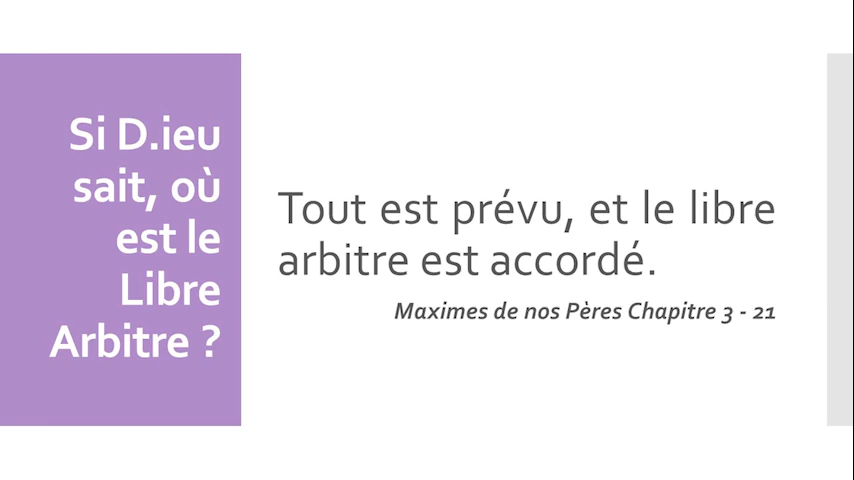 Si D.ieu
sait, où
est le
Libre
Arbitre ?
Tout est prévu, et le libre
arbitre est accordé.
Maximes de nos Pères Chapitre 3 - 21